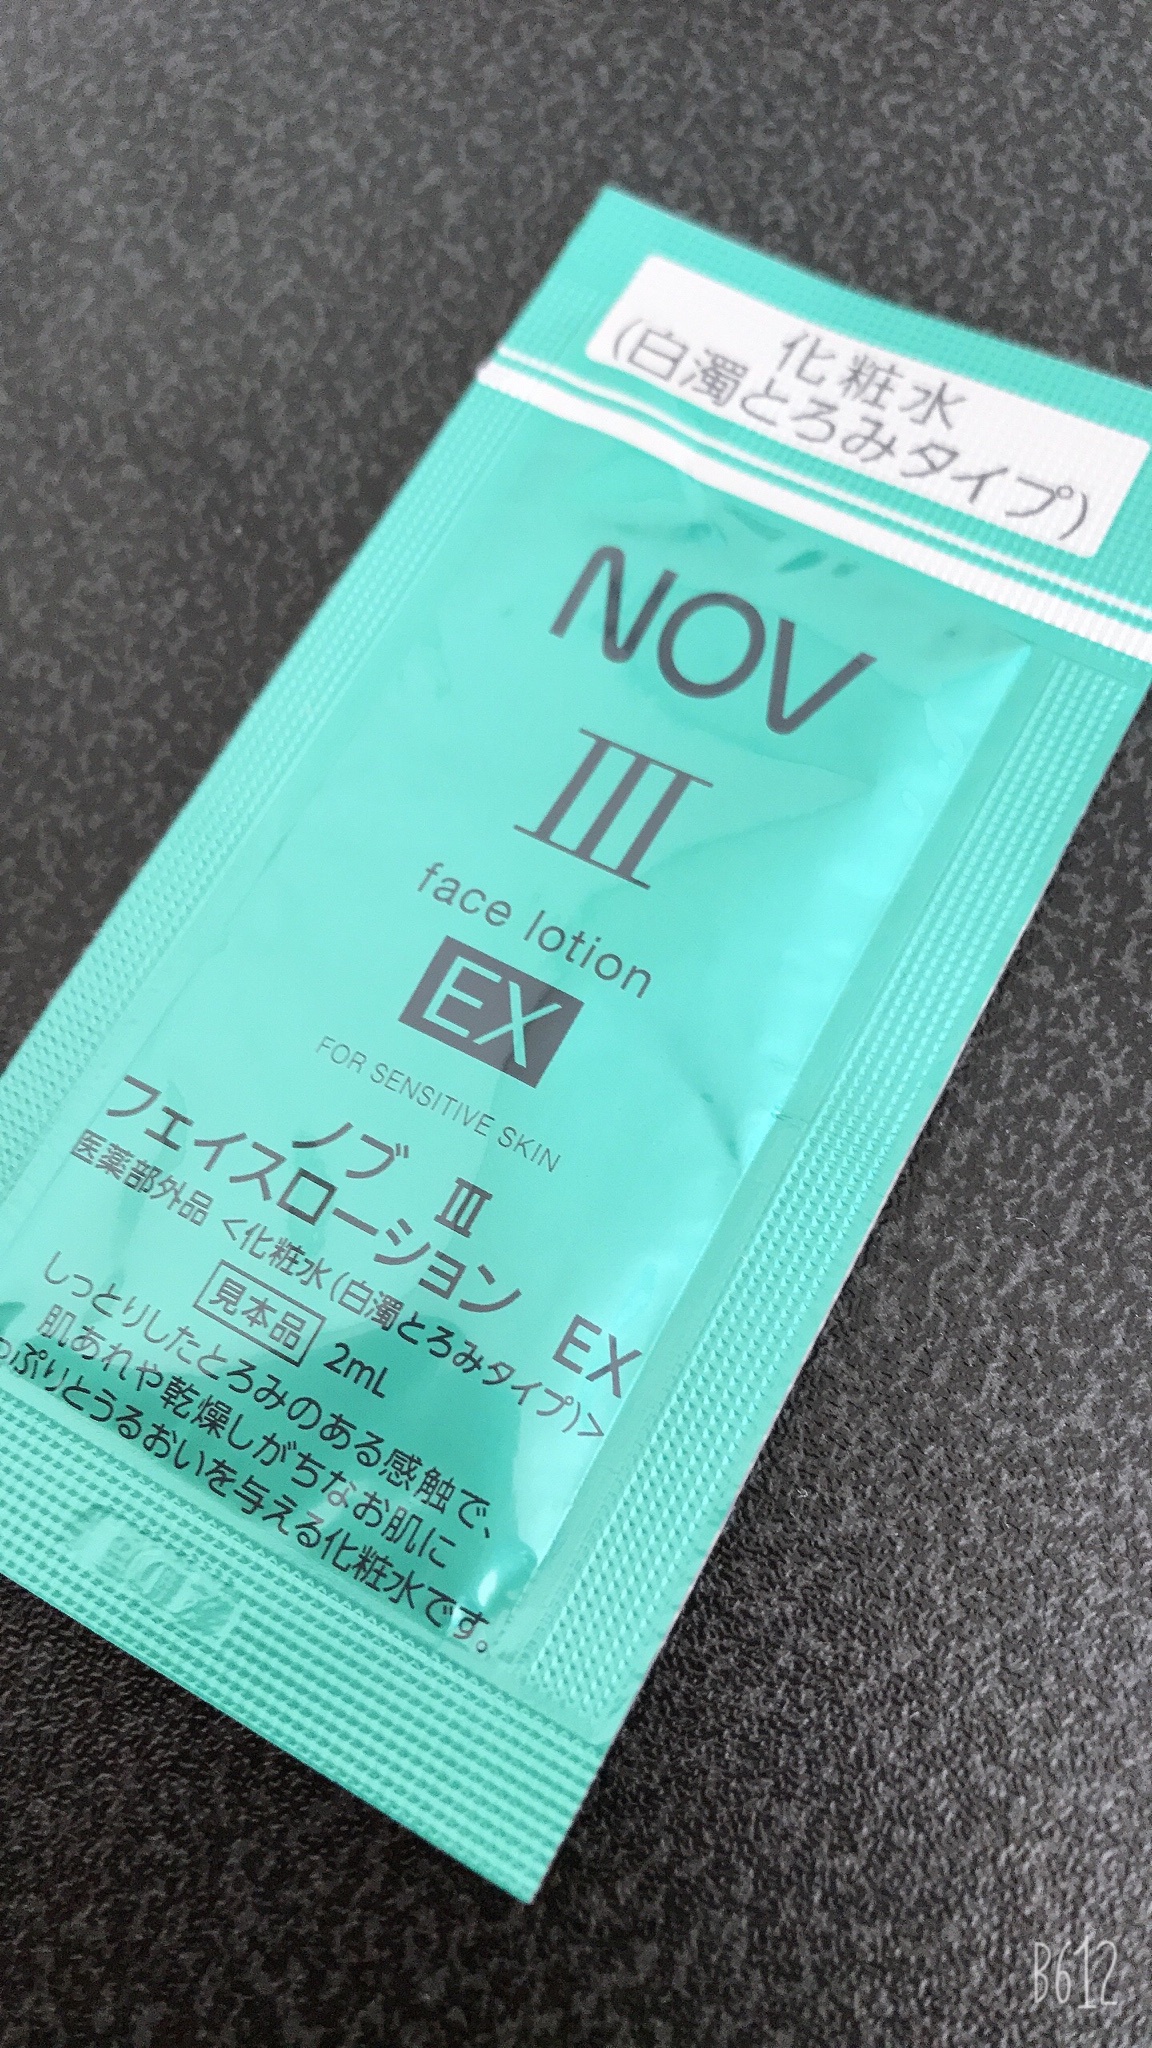 化粧水
(白濁とろみタイプ)
NOV
III
face lotion
EX
FOR SENSITIVE SKIN
ノブ III
フェイスローション EX
医薬部外品 <化粧水(白濁とろみタイプ)>
見本品 2mL
しっとりしたとろみのある感触で、
肌あれや乾燥しがちなお肌に
っぷりとうるおいを与える化粧水です。
B612